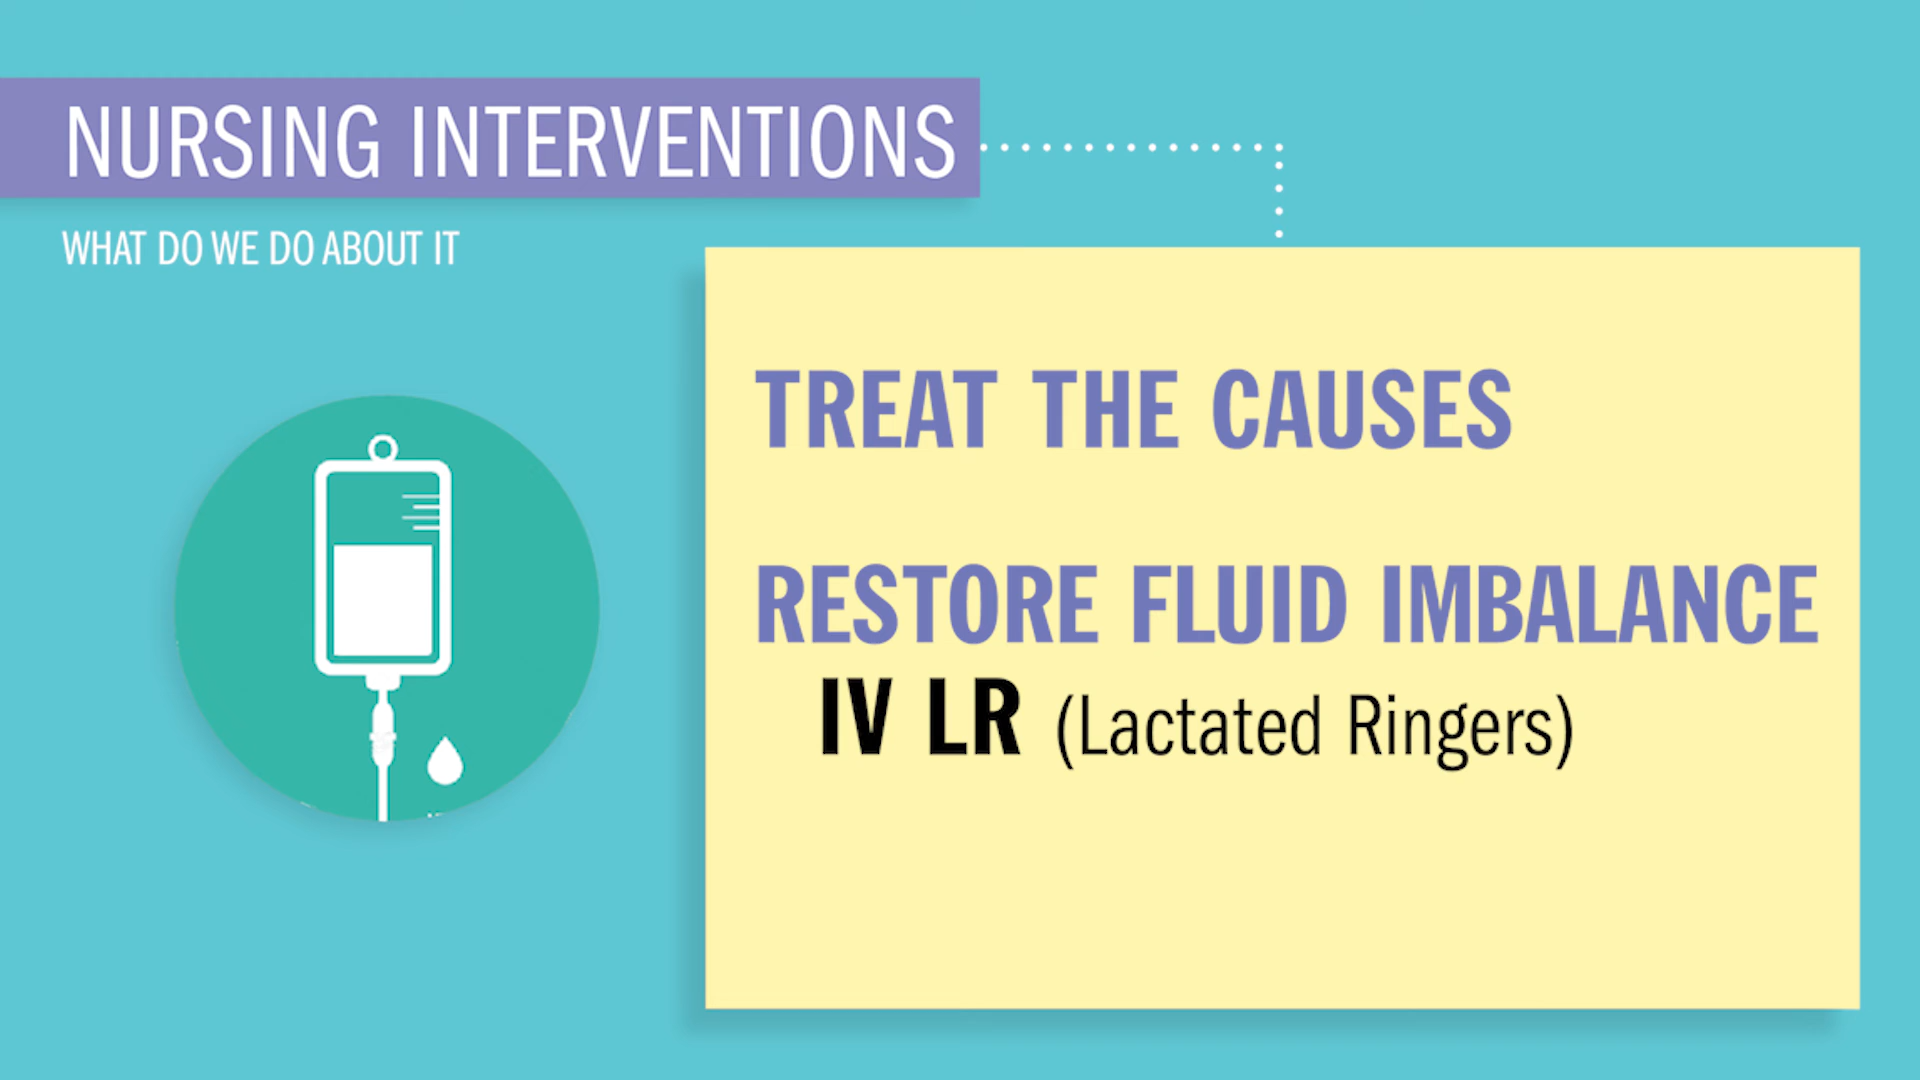 NURSING INTERVENTIONS
WHAT DO WE DO ABOUT IT
TREAT THE CAUSES
RESTORE FLUID IMBALANCE
IV LR (Lactated Ringers)